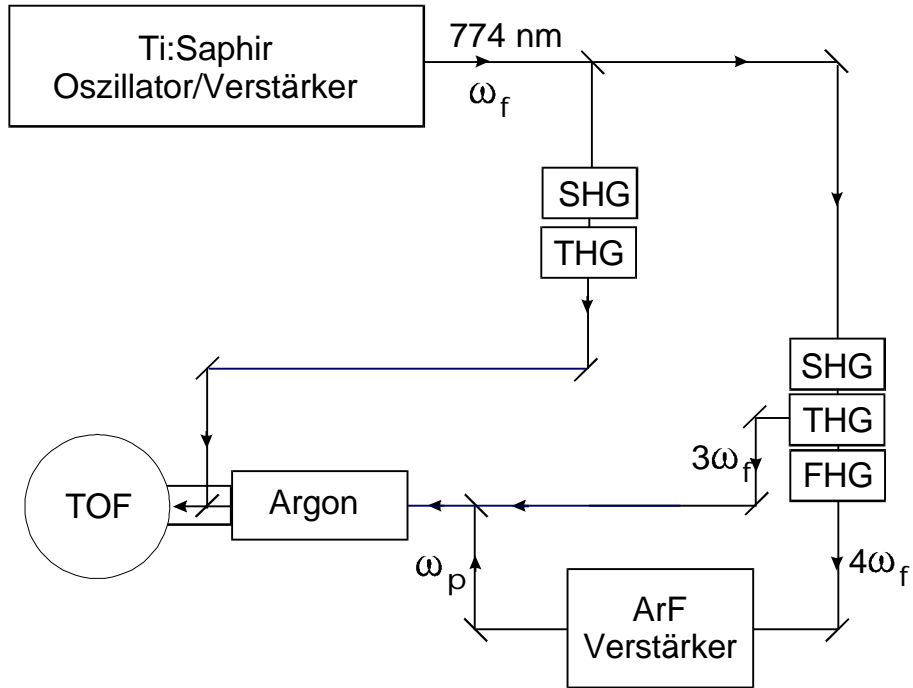 Ti:Saphir
Oszillator/Verstärker
774 nm
ω_f
SHG
THG
SHG
THG
FHG
3ω_f
4ω_f
TOF
Argon
ω_p
ArF
Verstärker